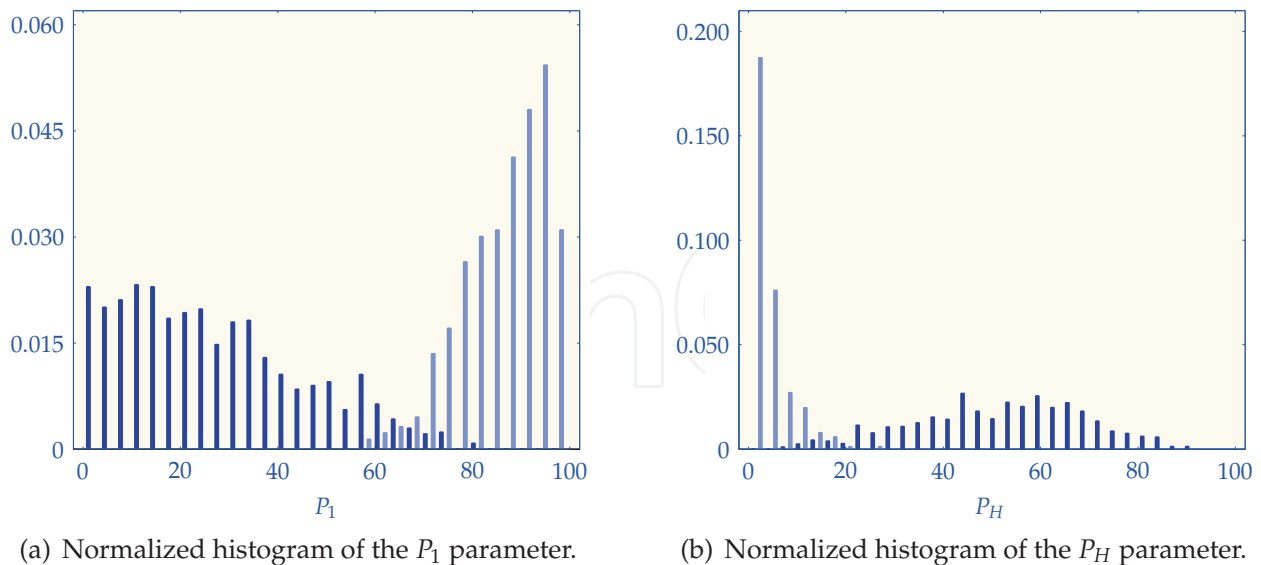 0.060
0.045
0.030
0.015
0
0 20 40 60 80 100
P₁
(a) Normalized histogram of the P₁ parameter.
0.200
0.150
0.100
0.050
0
0 20 40 60 80 100
P_H
(b) Normalized histogram of the P_H parameter.